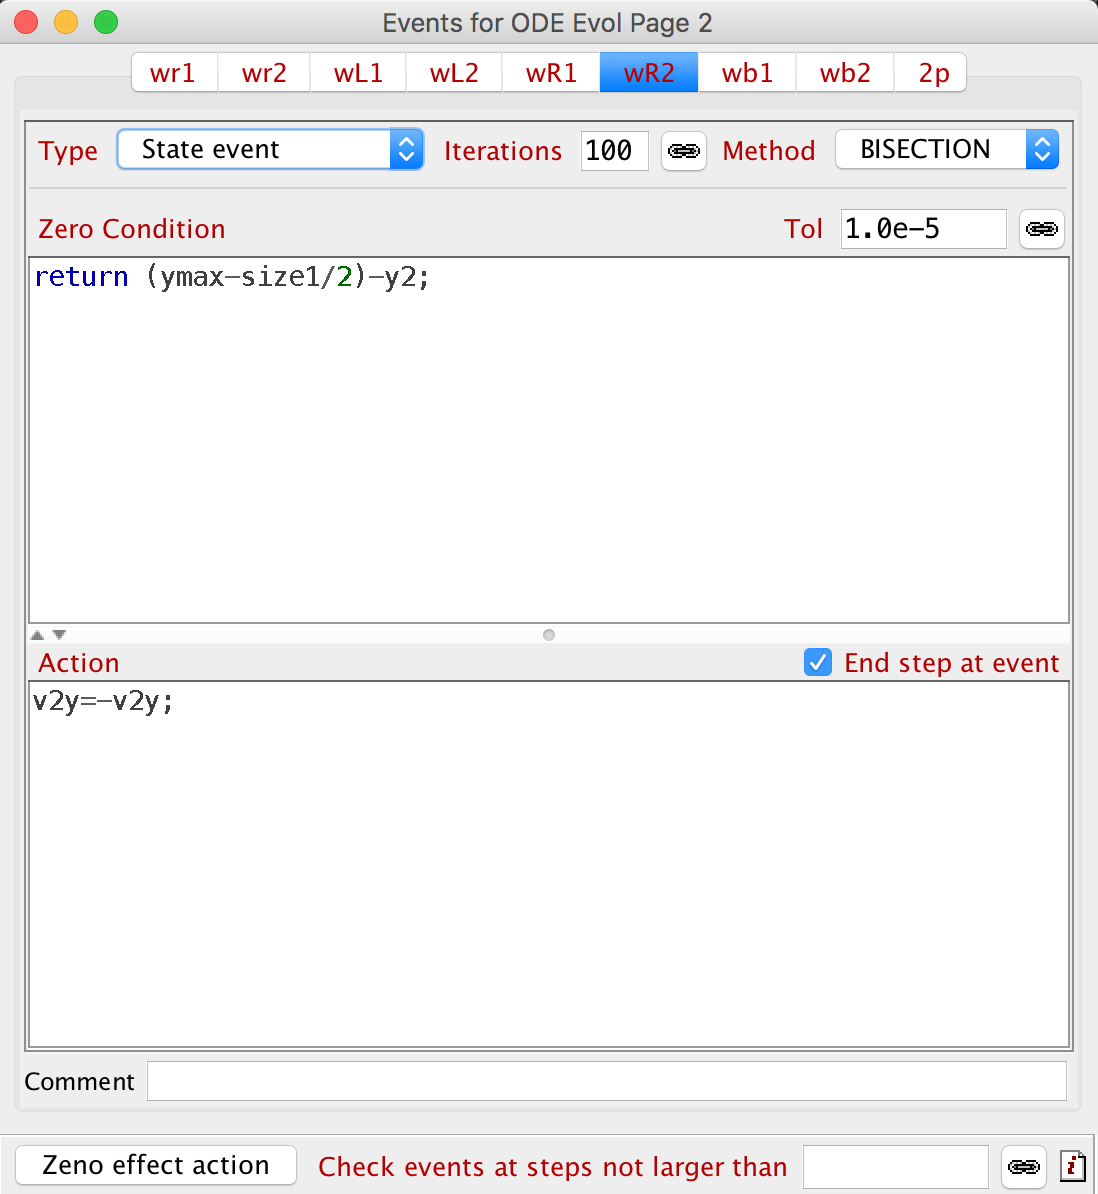 Events for ODE Evol Page 2
wr1 wr2 wL1 wL2 wR1 wR2 wb1 wb2 2p
Type State event Iterations 100 Method BISECTION
Zero Condition Tol 1.0e-5
return (ymax-size1/2)-y2;
Action End step at event
v2y=-v2y;
Comment
Zeno effect action Check events at steps not larger than i